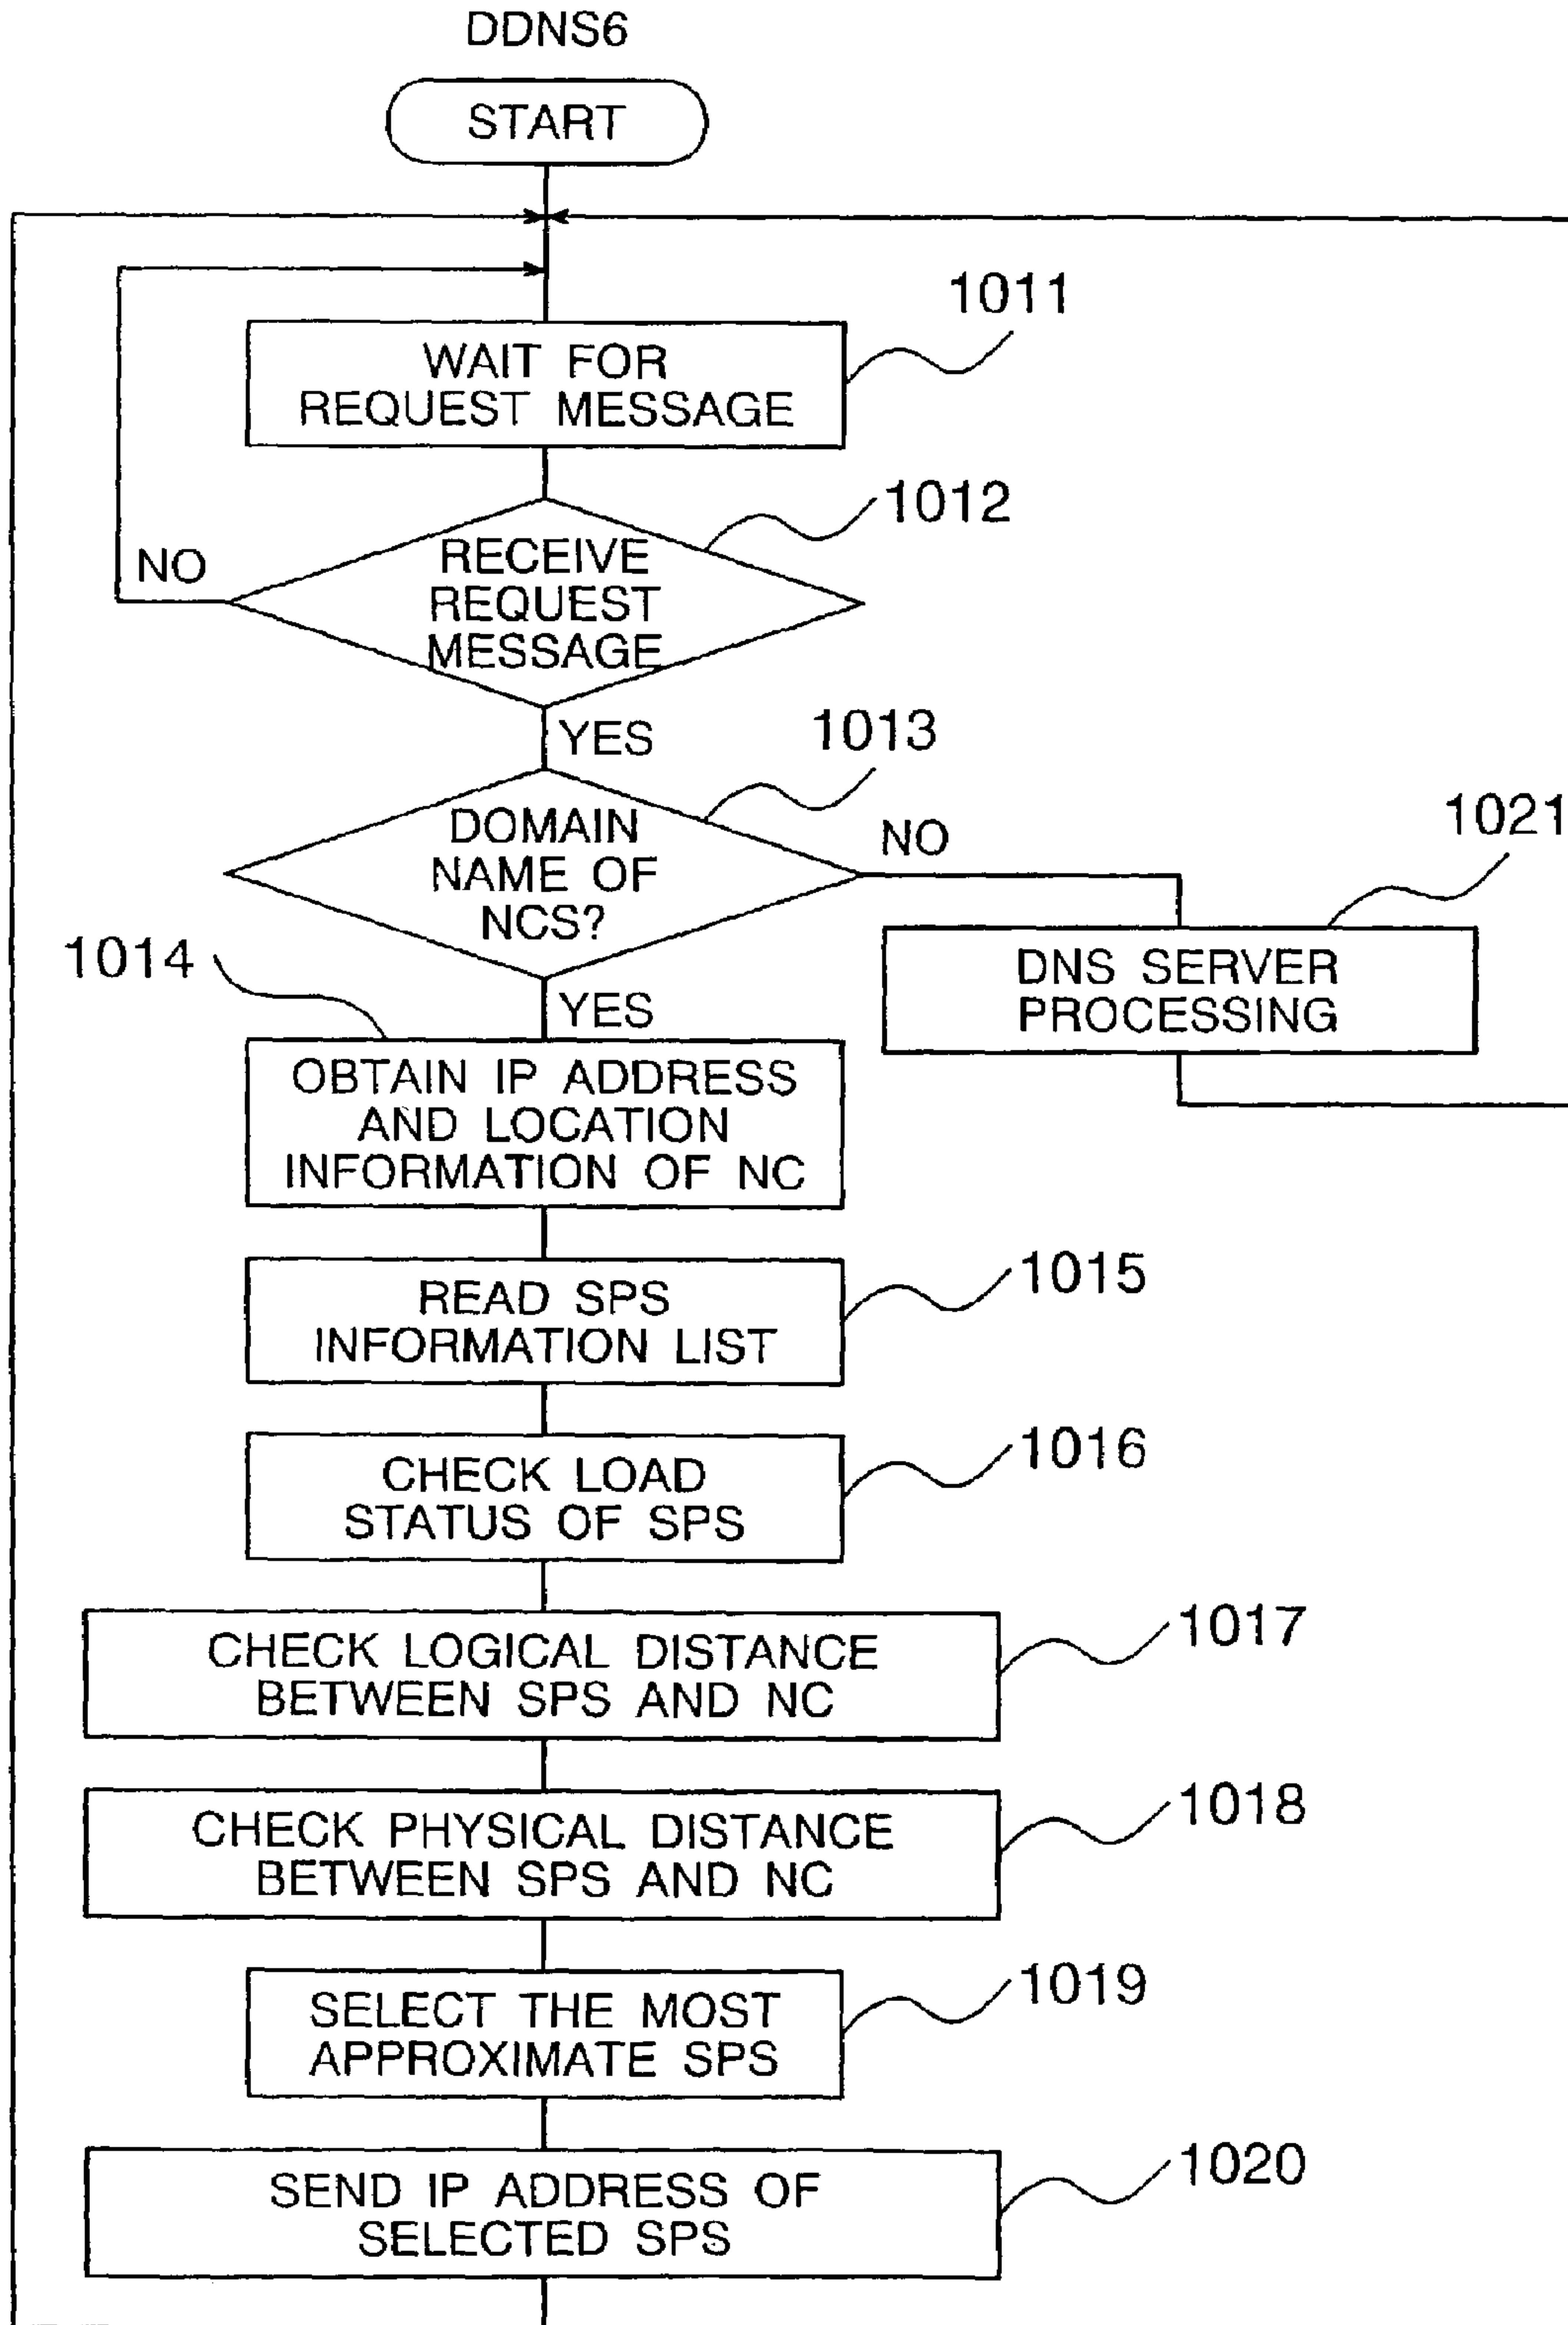 DDNS6
START
1011
WAIT FOR
REQUEST MESSAGE
1012
RECEIVE
REQUEST
MESSAGE
NO
YES
1013
DOMAIN
NAME OF
NCS?
NO
1021
DNS SERVER
PROCESSING
YES
1014
OBTAIN IP ADDRESS
AND LOCATION
INFORMATION OF NC
1015
READ SPS
INFORMATION LIST
1016
CHECK LOAD
STATUS OF SPS
1017
CHECK LOGICAL DISTANCE
BETWEEN SPS AND NC
1018
CHECK PHYSICAL DISTANCE
BETWEEN SPS AND NC
1019
SELECT THE MOST
APPROXIMATE SPS
1020
SEND IP ADDRESS OF
SELECTED SPS